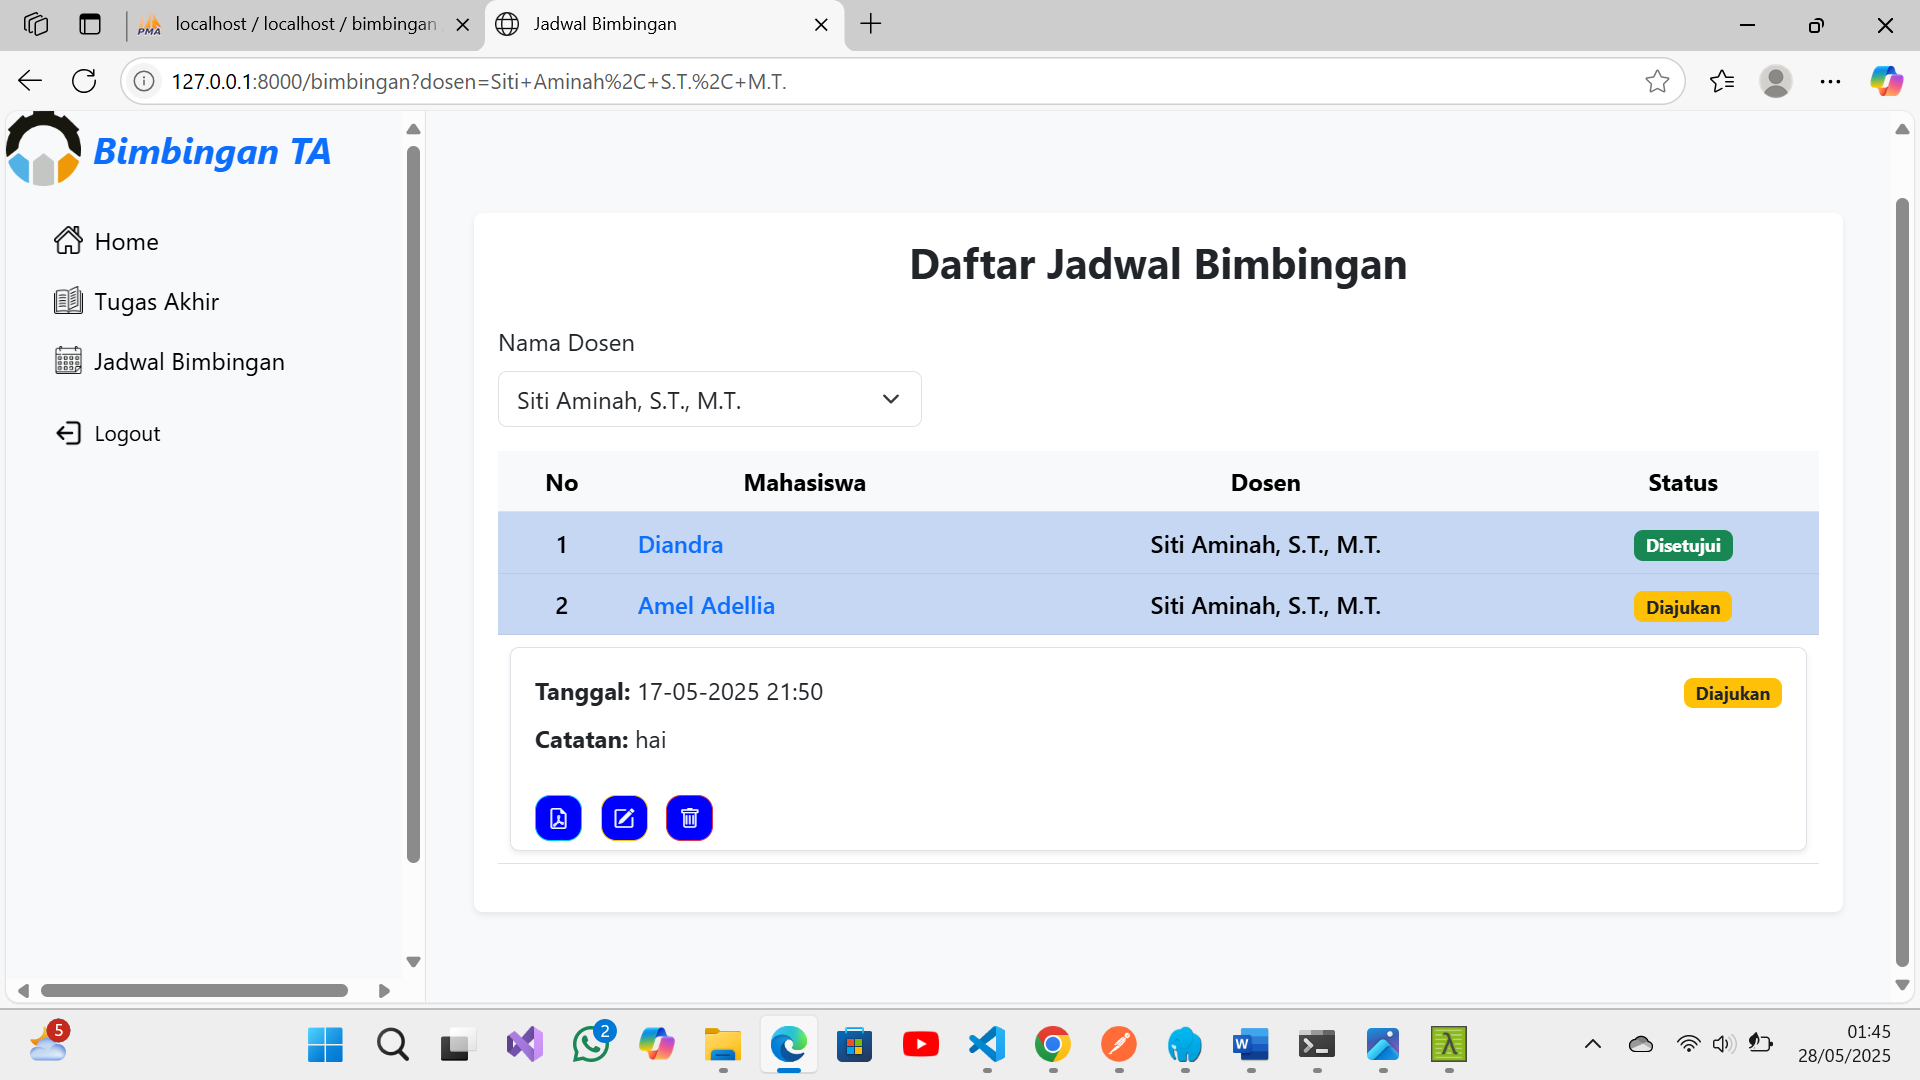 localhost / localhost / bimbingan
Jadwal Bimbingan
127.0.0.1:8000/bimbingan?dosen=Siti+Aminah%2C+S.T.%2C+M.T.
Bimbingan TA
Home
Tugas Akhir
Jadwal Bimbingan
Logout
Daftar Jadwal Bimbingan
Nama Dosen
Siti Aminah, S.T., M.T.
No Mahasiswa Dosen Status
1 Diandra Siti Aminah, S.T., M.T. Disetujui
2 Amel Adellia Siti Aminah, S.T., M.T. Diajukan
Tanggal: 17-05-2025 21:50 Diajukan
Catatan: hai
5
2
01:45
28/05/2025
PMA
W
λ